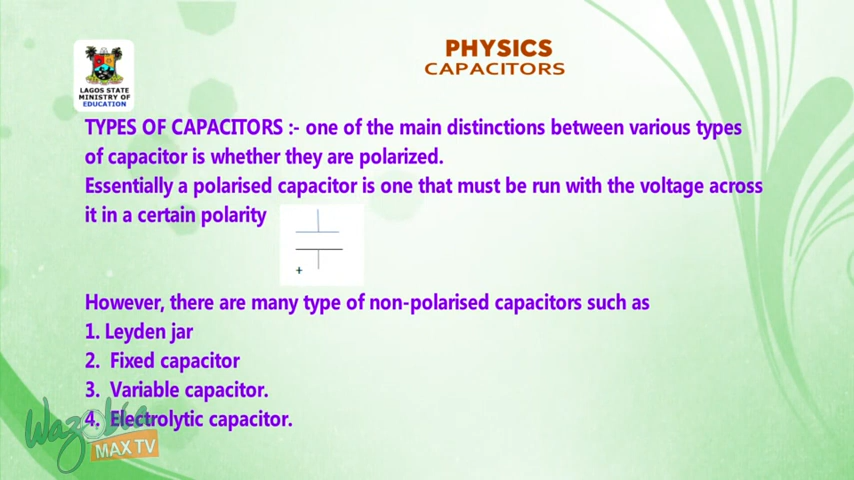 PHYSICS
CAPACITORS
LAGOS STATE
MINISTRY OF
EDUCATION
TYPES OF CAPACITORS :- one of the main distinctions between various types
of capacitor is whether they are polarized.
Essentially a polarised capacitor is one that must be run with the voltage across
it in a certain polarity
+
However, there are many type of non-polarised capacitors such as
1. Leyden jar
2. Fixed capacitor
3. Variable capacitor.
4. Electrolytic capacitor.
Wazobia
MAX TV